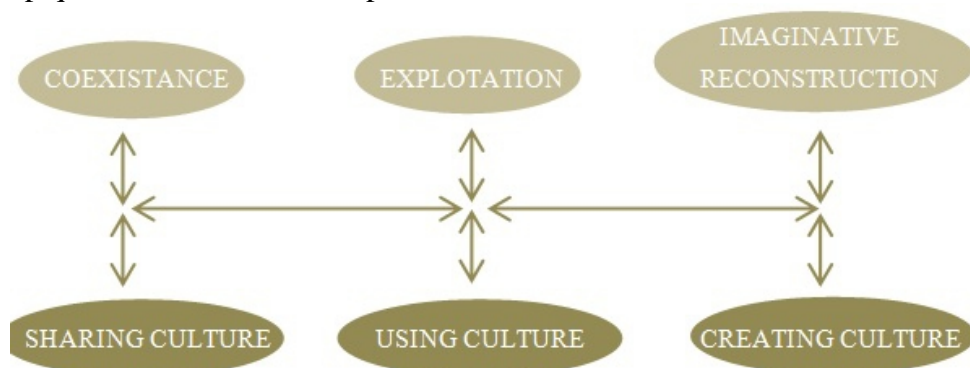 COEXISTANCE
EXPLOTATION
IMAGINATIVE
RECONSTRUCTION
SHARING CULTURE
USING CULTURE
CREATING CULTURE